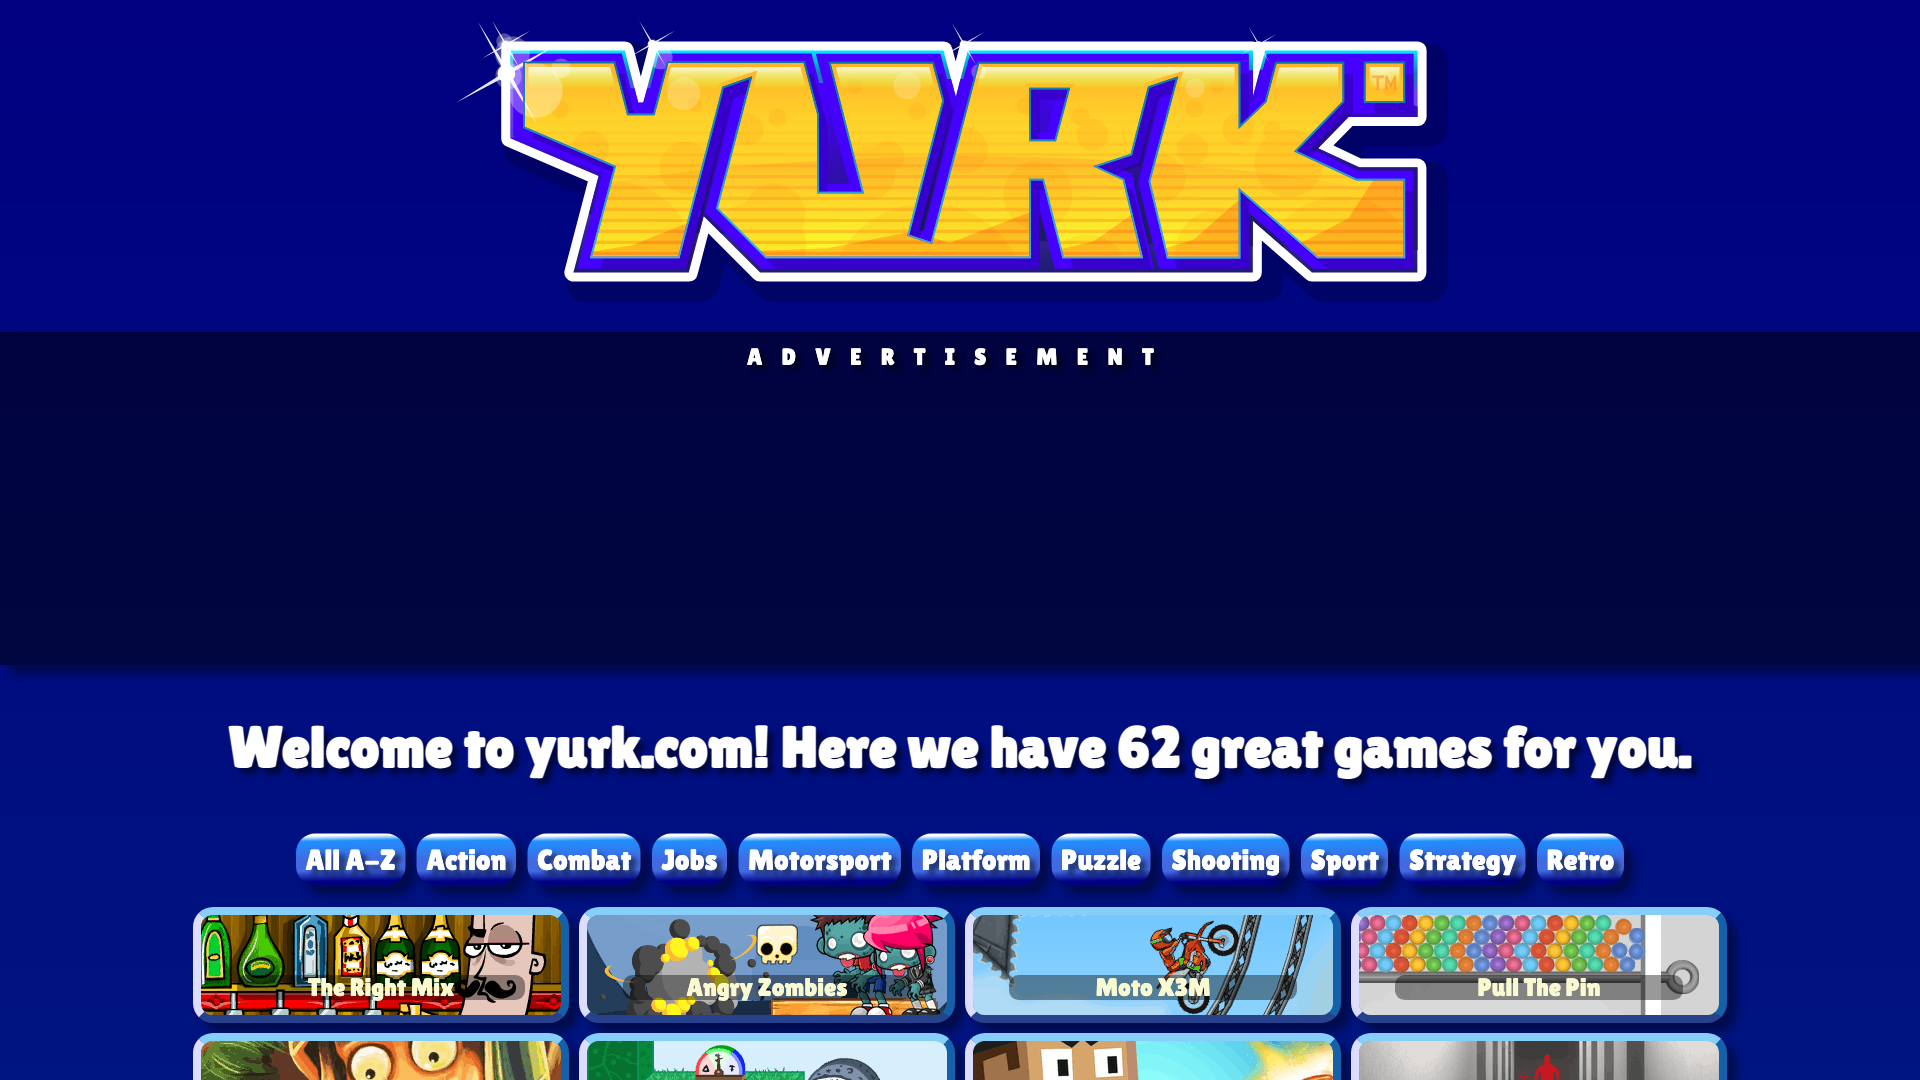 YURK TM
ADVERTISEMENT
Welcome to yurk.com! Here we have 62 great games for you.
All A–Z Action Combat Jobs Motorsport Platform Puzzle Shooting Sport Strategy Retro
The Right Mix Angry Zombies Moto X3M Pull The Pin